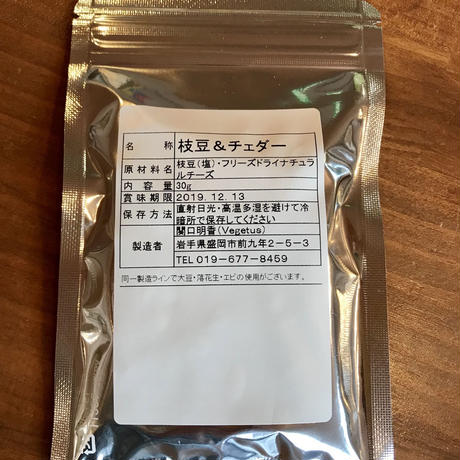 名称 枝豆＆チェダー
原材料名 枝豆(塩)・フリーズドライナチュラ
ルチーズ
内容量 30g
賞味期限 2019.12.13
保存方法 直射日光・高温多湿を避けて冷
暗所で保存してください
製造者 関口明香(Vegetus)
岩手県盛岡市前九年2-5-3
TEL 019-677-8459
同一製造ラインで大豆・落花生・エビの使用がございます。